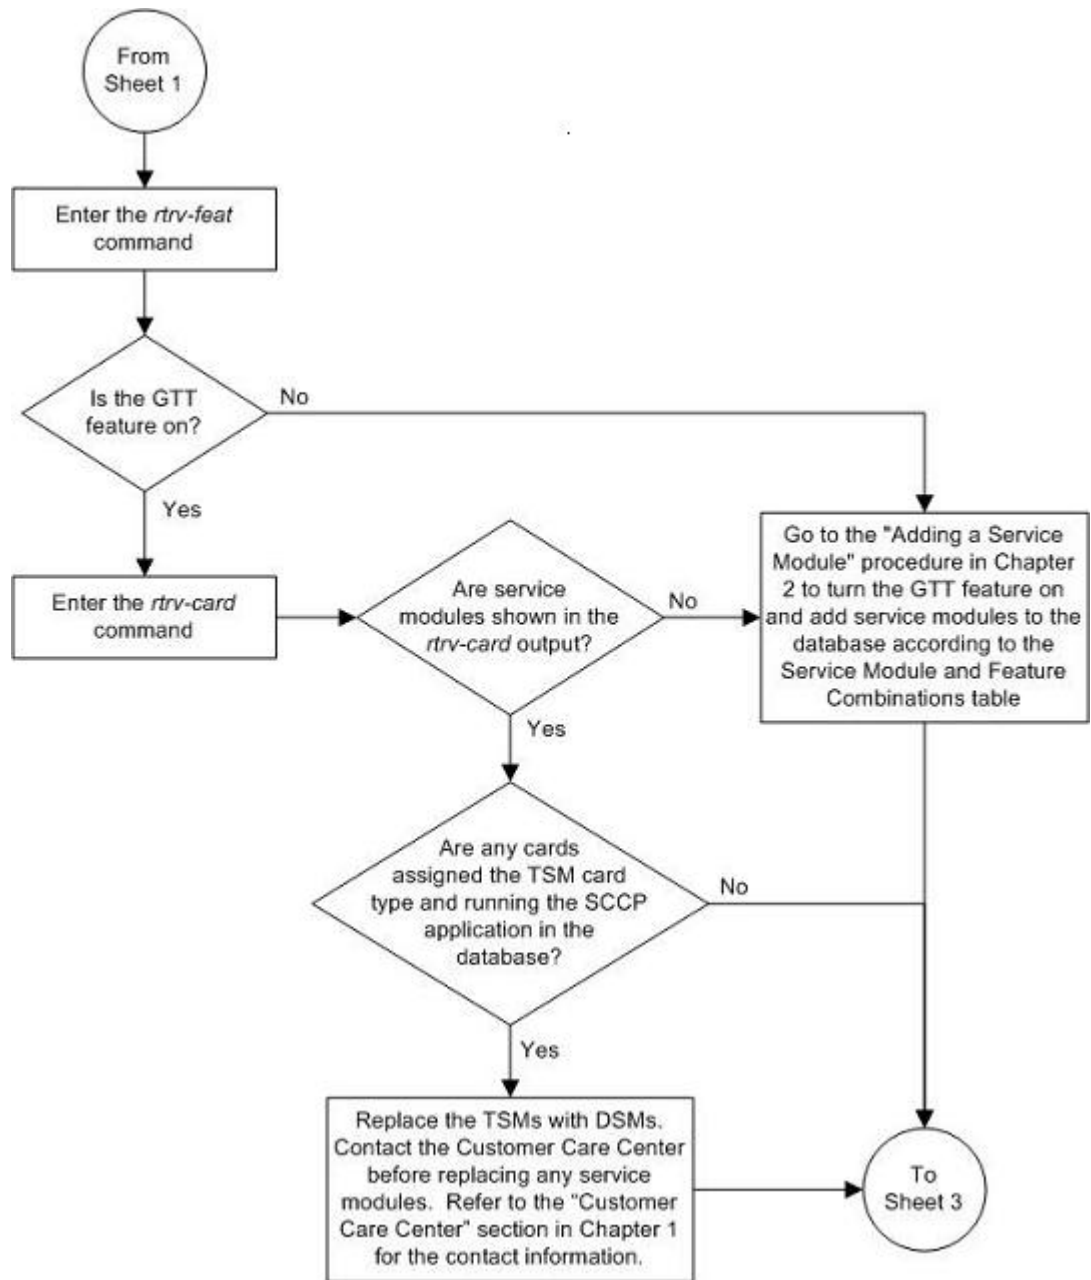 From
Sheet 1
Enter the rtrv-feat
command
Is the GTT
feature on?
No
Yes
Enter the rtrv-card
command
Are service
modules shown in the
rtrv-card output?
No
Yes
Go to the "Adding a Service
Module" procedure in Chapter
2 to turn the GTT feature on
and add service modules to the
database according to the
Service Module and Feature
Combinations table
Are any cards
assigned the TSM card
type and running the SCCP
application in the
database?
No
Yes
Replace the TSMs with DSMs.
Contact the Customer Care Center
before replacing any service
modules. Refer to the "Customer
Care Center" section in Chapter 1
for the contact information.
To
Sheet 3